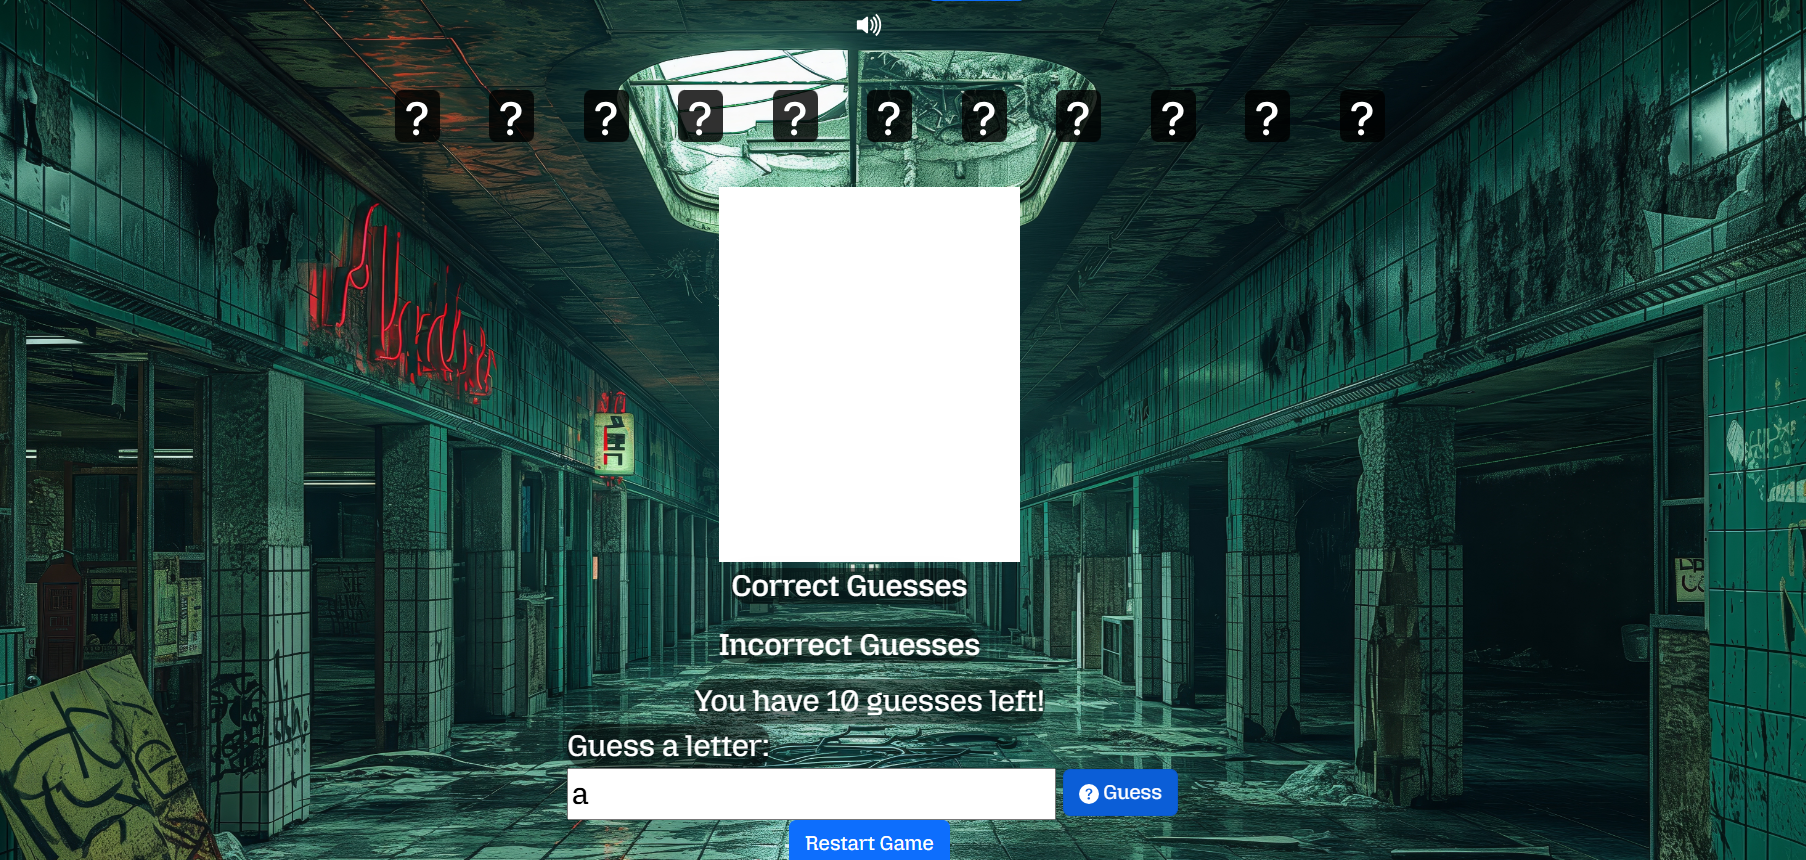 ? ? ? ? ? ? ? ? ? ? ?
Correct Guesses
Incorrect Guesses
You have 10 guesses left!
Guess a letter:
a
? Guess
Restart Game